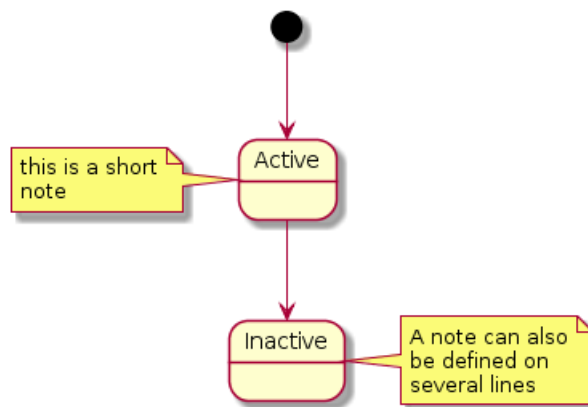 Active
this is a short
note
Inactive
A note can also
be defined on
several lines